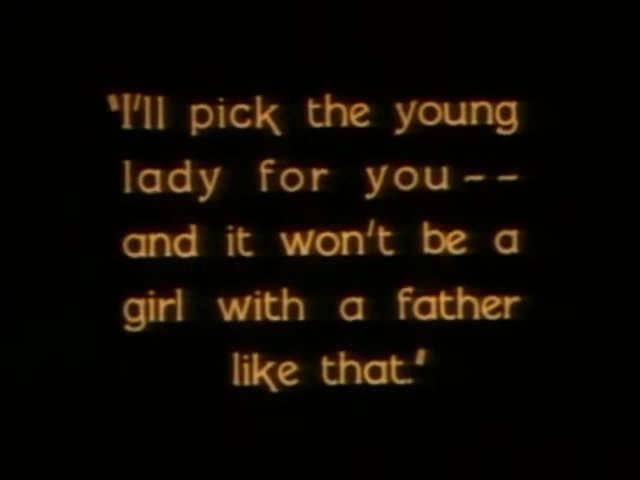 "I'll pick the young
lady for you--
and it won't be a
girl with a father
like that."